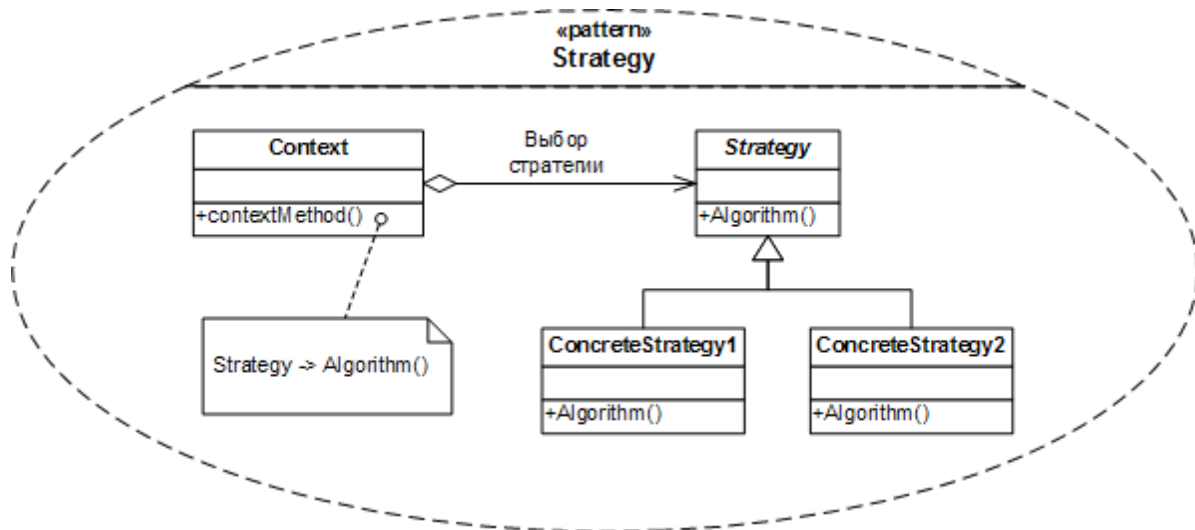 «pattern»
Strategy
Context
+contextMethod()
Выбор
стратегии
Strategy
+Algorithm()
Strategy -> Algorithm()
ConcreteStrategy1
+Algorithm()
ConcreteStrategy2
+Algorithm()